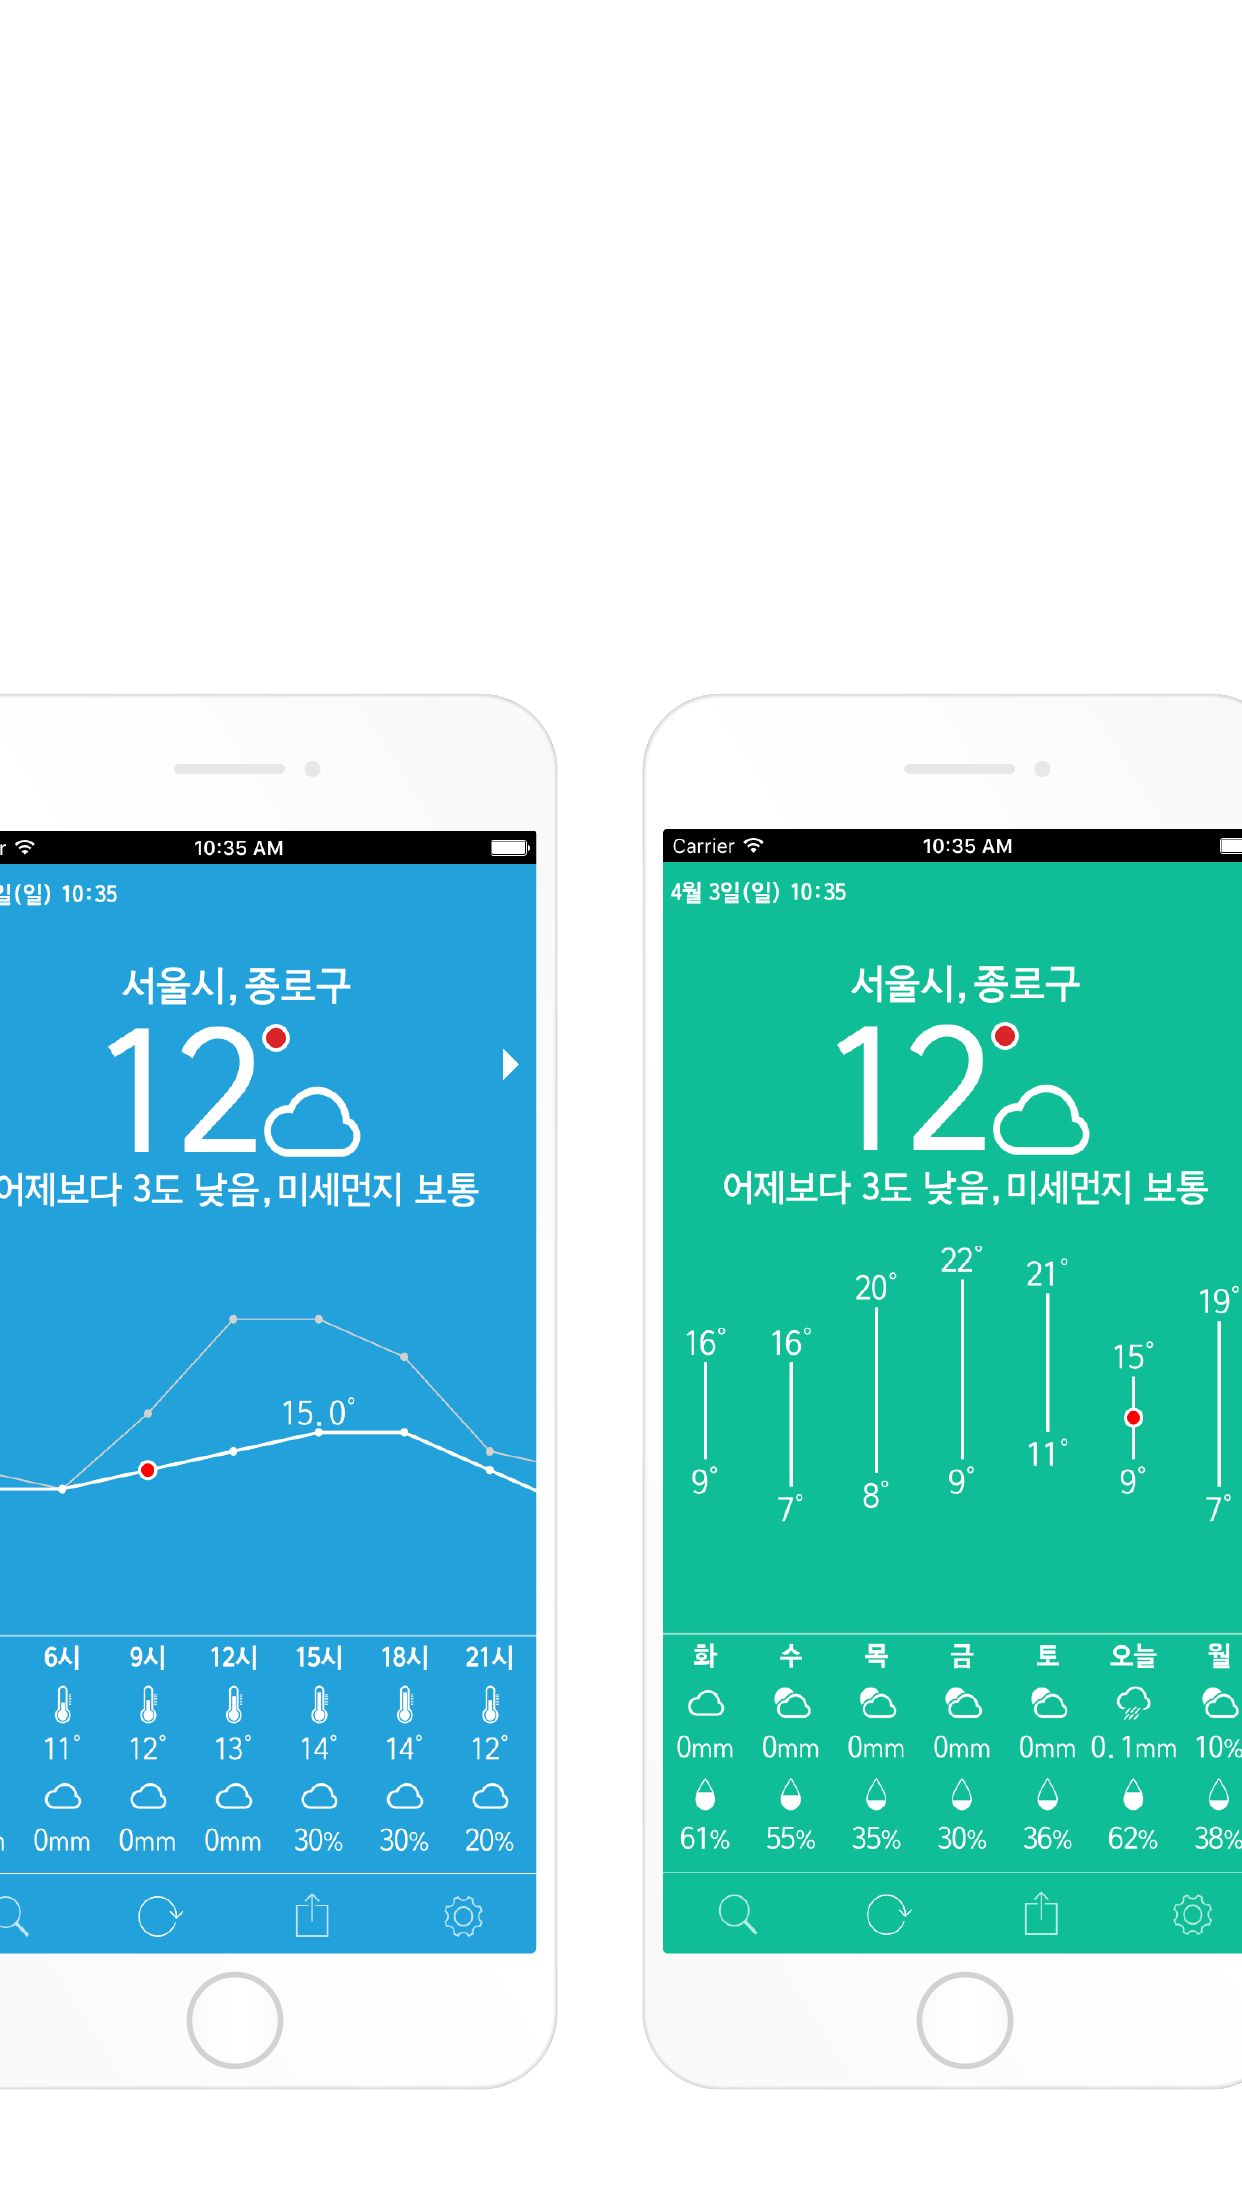 10:35 AM
일(일) 10:35
서울시, 종로구
12°
어제보다 3도 낮음, 미세먼지 보통
15.0°
6시 9시 12시 15시 18시 21시
11° 12° 13° 14° 14° 12°
0mm 0mm 0mm 30% 30% 20%
Carrier 10:35 AM
4월 3일(일) 10:35
서울시, 종로구
12°
어제보다 3도 낮음, 미세먼지 보통
16° 16° 20° 22° 21° 15° 19°
9° 7° 8° 9° 11° 9° 7°
화 수 목 금 토 오늘 월
0mm 0mm 0mm 0mm 0mm 0.1mm 10%
61% 55% 35% 30% 36% 62% 38%